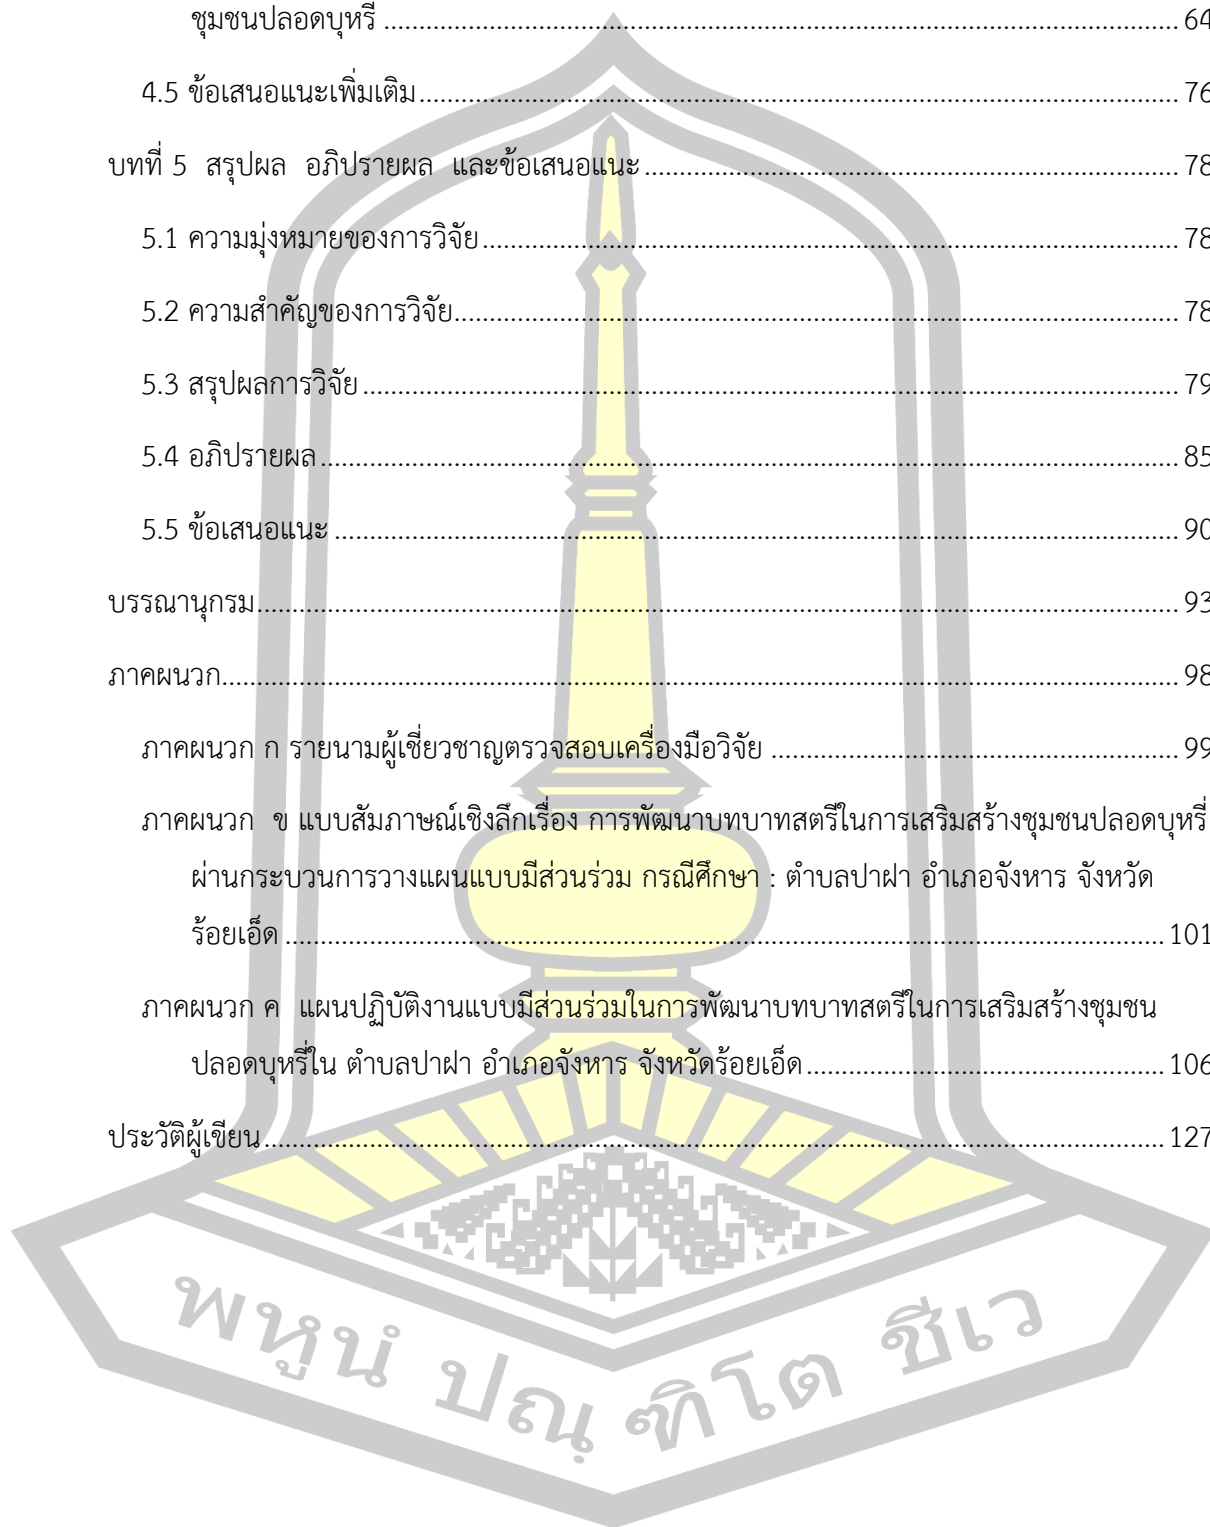 ชุมชนปลอดบุหรี่ ........................................ 64
4.5 ข้อเสนอแนะเพิ่มเติม ........................................ 76
บทที่ 5  สรุปผล  อภิปรายผล  และข้อเสนอแนะ ........................................ 78
5.1 ความมุ่งหมายของการวิจัย ........................................ 78
5.2 ความสำคัญของการวิจัย ........................................ 78
5.3 สรุปผลการวิจัย ........................................ 79
5.4 อภิปรายผล ........................................ 85
5.5 ข้อเสนอแนะ ........................................ 90
บรรณานุกรม ........................................ 93
ภาคผนวก ........................................ 98
ภาคผนวก ก รายนามผู้เชี่ยวชาญตรวจสอบเครื่องมือวิจัย ........................................ 99
ภาคผนวก  ข แบบสัมภาษณ์เชิงลึกเรื่อง การพัฒนาบทบาทสตรีในการเสริมสร้างชุมชนปลอดบุหรี่
ผ่านกระบวนการวางแผนแบบมีส่วนร่วม กรณีศึกษา : ตำบลปาฝา อำเภอจังหาร จังหวัด
ร้อยเอ็ด ........................................ 101
ภาคผนวก ค  แผนปฏิบัติงานแบบมีส่วนร่วมในการพัฒนาบทบาทสตรีในการเสริมสร้างชุมชน
ปลอดบุหรี่ใน ตำบลปาฝา อำเภอจังหาร จังหวัดร้อยเอ็ด ........................................ 106
ประวัติผู้เขียน ........................................ 127
พหูนํ ปณฺฑิโต ชีเว